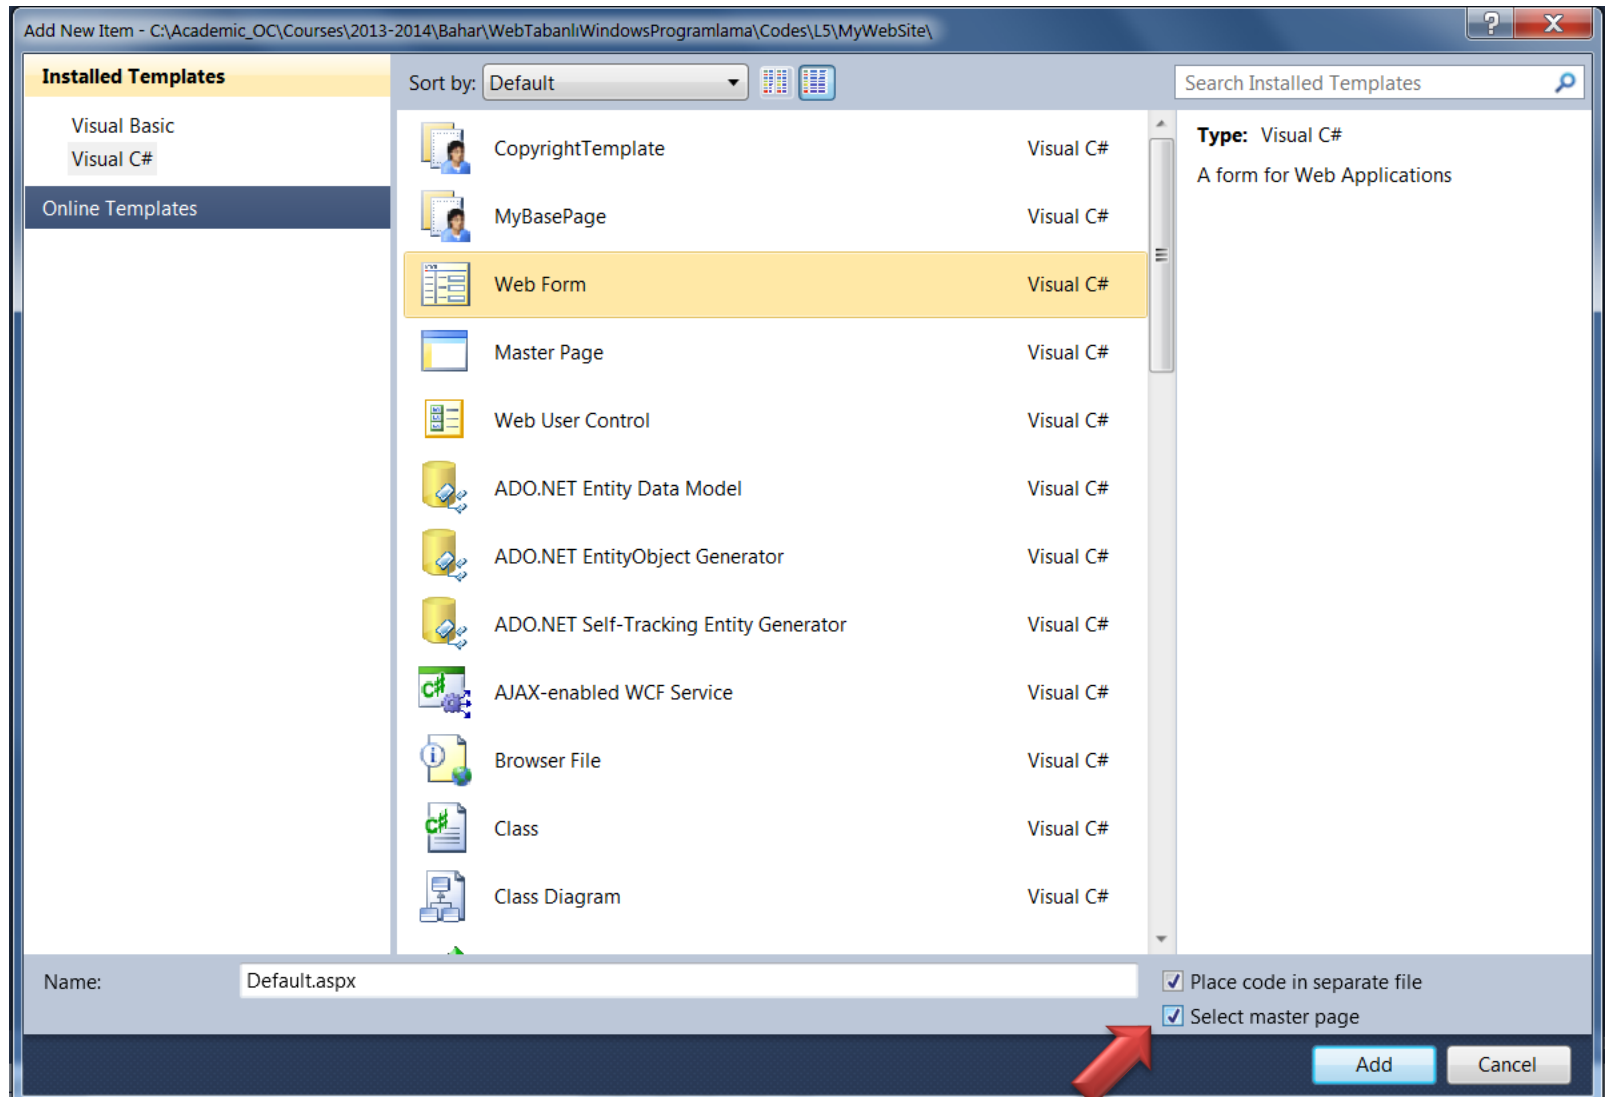 Add New Item - C:\Academic_OC\Courses\2013-2014\Bahar\WebTabanlıWindowsProgramlama\Codes\L5\MyWebSite\
Installed Templates
Visual Basic
Visual C#
Online Templates
Sort by: Default
Search Installed Templates
CopyrightTemplate Visual C#
MyBasePage Visual C#
Web Form Visual C#
Master Page Visual C#
Web User Control Visual C#
ADO.NET Entity Data Model Visual C#
ADO.NET EntityObject Generator Visual C#
ADO.NET Self-Tracking Entity Generator Visual C#
AJAX-enabled WCF Service Visual C#
Browser File Visual C#
Class Visual C#
Class Diagram Visual C#
Type: Visual C#
A form for Web Applications
Name: Default.aspx
Place code in separate file
Select master page
Add Cancel